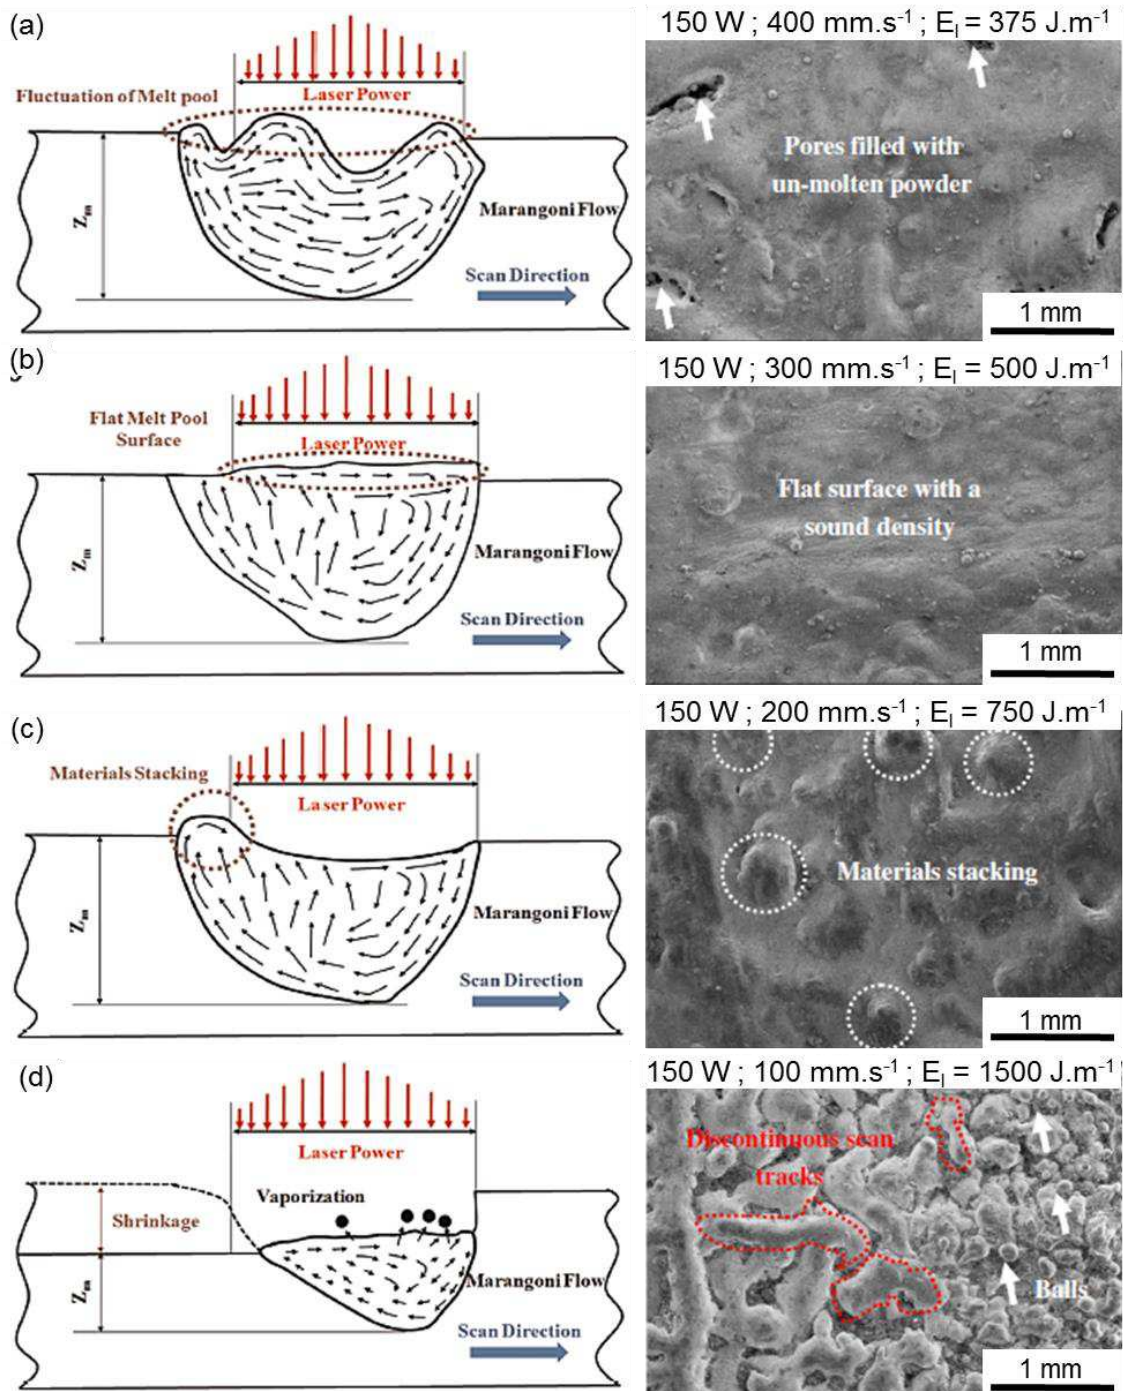 (a)
Fluctuation of Melt pool
Laser Power
Zm
Marangoni Flow
Scan Direction
150 W ; 400 mm.s⁻¹ ; Eₗ = 375 J.m⁻¹
Pores filled with
un-molten powder
1 mm
(b)
Flat Melt Pool
Surface
Laser Power
Zm
Marangoni Flow
Scan Direction
150 W ; 300 mm.s⁻¹ ; Eₗ = 500 J.m⁻¹
Flat surface with a
sound density
1 mm
(c)
Materials Stacking
Laser Power
Zm
Marangoni Flow
Scan Direction
150 W ; 200 mm.s⁻¹ ; Eₗ = 750 J.m⁻¹
Materials stacking
1 mm
(d)
Laser Power
Vaporization
Shrinkage
Zm
Marangoni Flow
Scan Direction
150 W ; 100 mm.s⁻¹ ; Eₗ = 1500 J.m⁻¹
Discontinuous scan
tracks
Balls
1 mm